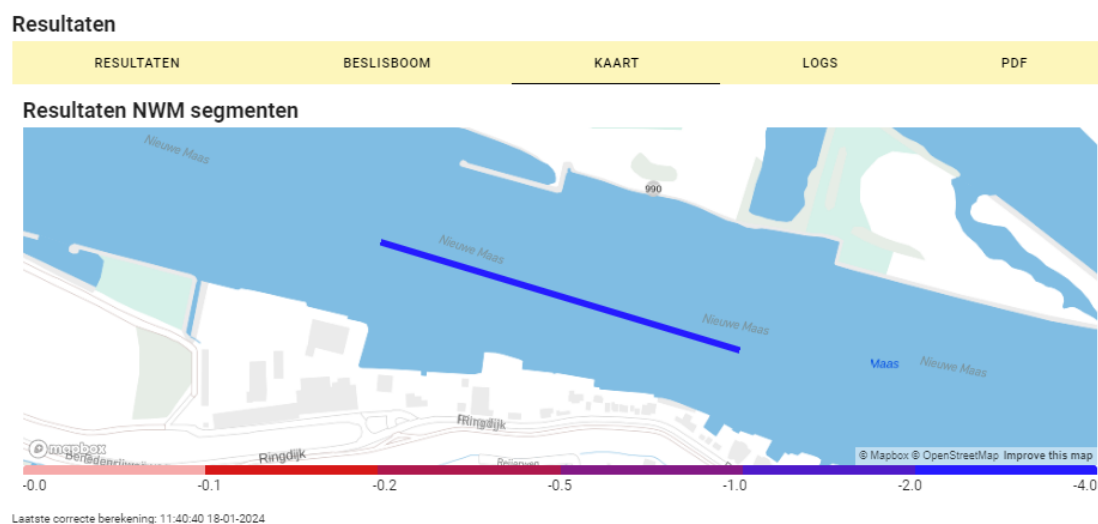 Resultaten
RESULTATEN BESLISBOOM KAART LOGS PDF
Resultaten NWM segmenten
Nieuwe Maas
990
Nieuwe Maas
Nieuwe Maas
Maas
Nieuwe Maas
Ringdijk
Ringdijk
mapbox
© Mapbox © OpenStreetMap Improve this map
-0.0 -0.1 -0.2 -0.5 -1.0 -2.0 -4.0
Laatste correcte berekening: 11:40:40 18-01-2024